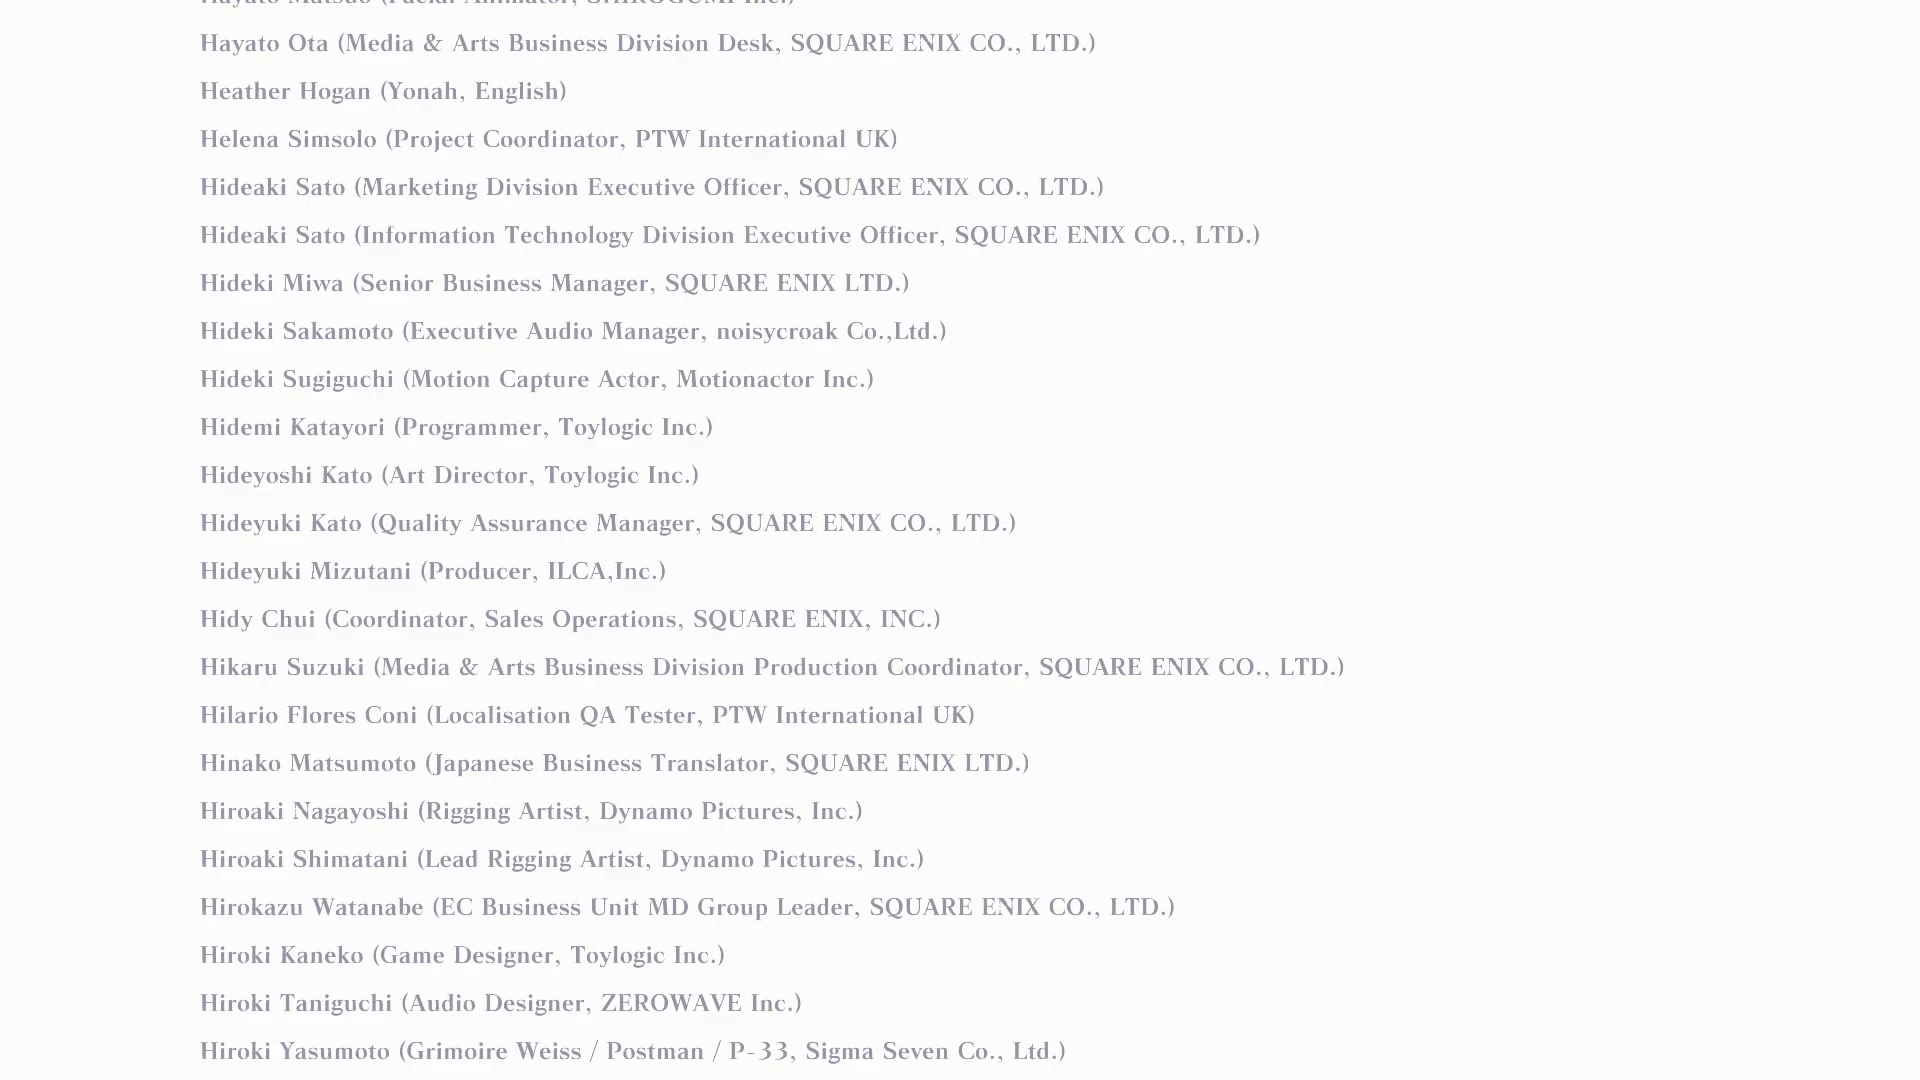 Hayato Matsuo (Facial Animator, SHIROGUMI Inc.)
Hayato Ota (Media & Arts Business Division Desk, SQUARE ENIX CO., LTD.)
Heather Hogan (Yonah, English)
Helena Simsolo (Project Coordinator, PTW International UK)
Hideaki Sato (Marketing Division Executive Officer, SQUARE ENIX CO., LTD.)
Hideaki Sato (Information Technology Division Executive Officer, SQUARE ENIX CO., LTD.)
Hideki Miwa (Senior Business Manager, SQUARE ENIX LTD.)
Hideki Sakamoto (Executive Audio Manager, noisycroak Co.,Ltd.)
Hideki Sugiguchi (Motion Capture Actor, Motionactor Inc.)
Hidemi Katayori (Programmer, Toylogic Inc.)
Hideyoshi Kato (Art Director, Toylogic Inc.)
Hideyuki Kato (Quality Assurance Manager, SQUARE ENIX CO., LTD.)
Hideyuki Mizutani (Producer, ILCA,Inc.)
Hidy Chui (Coordinator, Sales Operations, SQUARE ENIX, INC.)
Hikaru Suzuki (Media & Arts Business Division Production Coordinator, SQUARE ENIX CO., LTD.)
Hilario Flores Coni (Localisation QA Tester, PTW International UK)
Hinako Matsumoto (Japanese Business Translator, SQUARE ENIX LTD.)
Hiroaki Nagayoshi (Rigging Artist, Dynamo Pictures, Inc.)
Hiroaki Shimatani (Lead Rigging Artist, Dynamo Pictures, Inc.)
Hirokazu Watanabe (EC Business Unit MD Group Leader, SQUARE ENIX CO., LTD.)
Hiroki Kaneko (Game Designer, Toylogic Inc.)
Hiroki Taniguchi (Audio Designer, ZEROWAVE Inc.)
Hiroki Yasumoto (Grimoire Weiss / Postman / P-33, Sigma Seven Co., Ltd.)